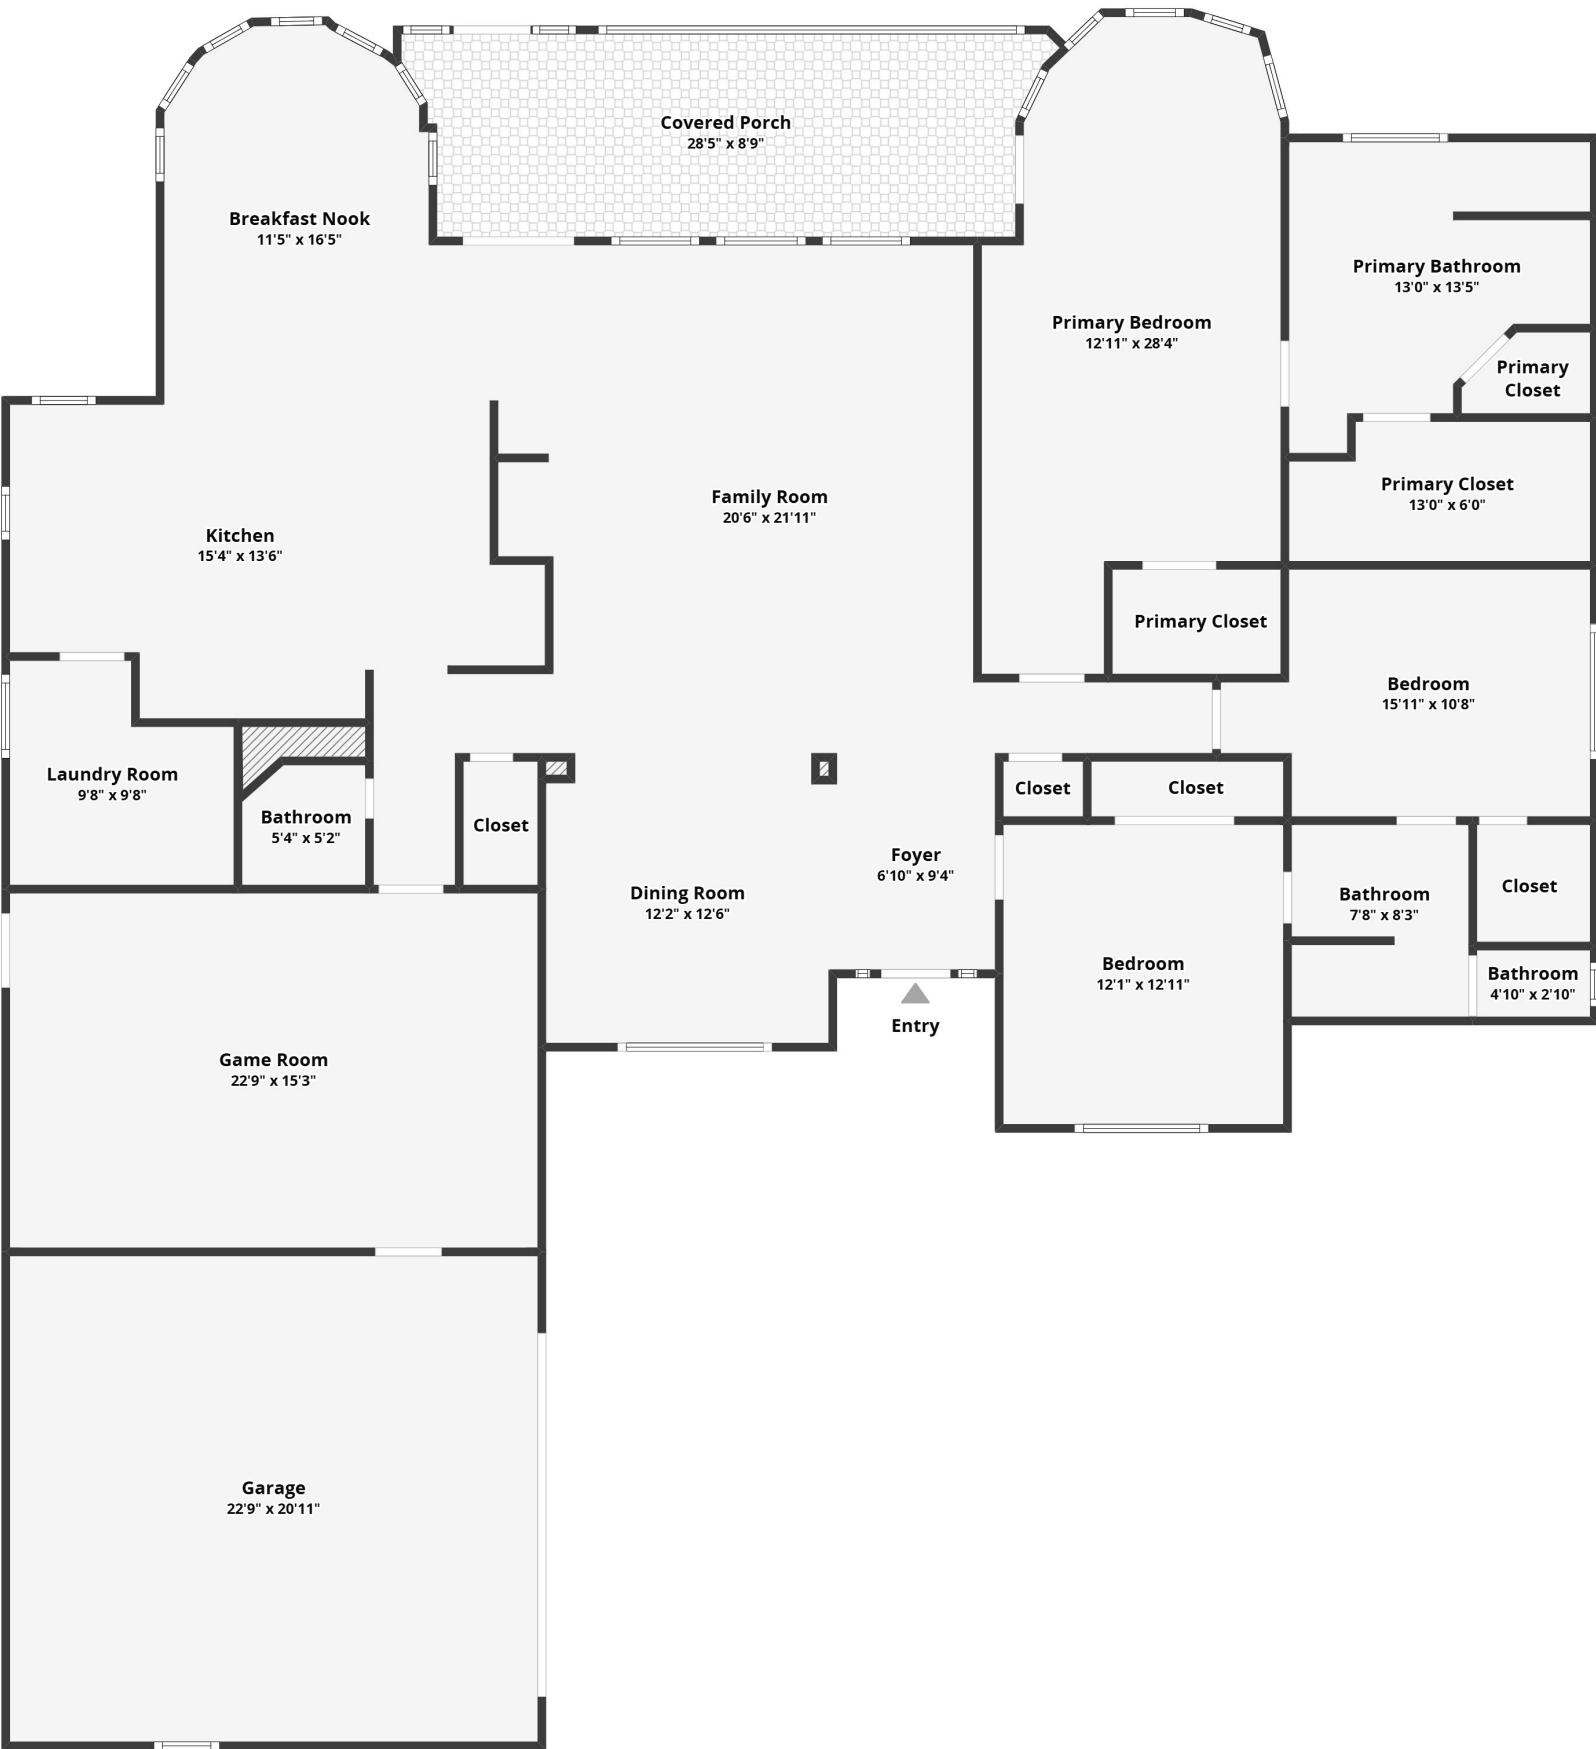 Covered Porch
28'5" x 8'9"
Breakfast Nook
11'5" x 16'5"
Primary Bathroom
13'0" x 13'5"
Primary Bedroom
12'11" x 28'4"
Primary
Closet
Primary Closet
13'0" x 6'0"
Family Room
20'6" x 21'11"
Kitchen
15'4" x 13'6"
Primary Closet
Bedroom
15'11" x 10'8"
Laundry Room
9'8" x 9'8"
Bathroom
5'4" x 5'2"
Closet
Closet
Closet
Foyer
6'10" x 9'4"
Dining Room
12'2" x 12'6"
Bathroom
7'8" x 8'3"
Closet
Bedroom
12'1" x 12'11"
Bathroom
4'10" x 2'10"
Entry
Game Room
22'9" x 15'3"
Garage
22'9" x 20'11"